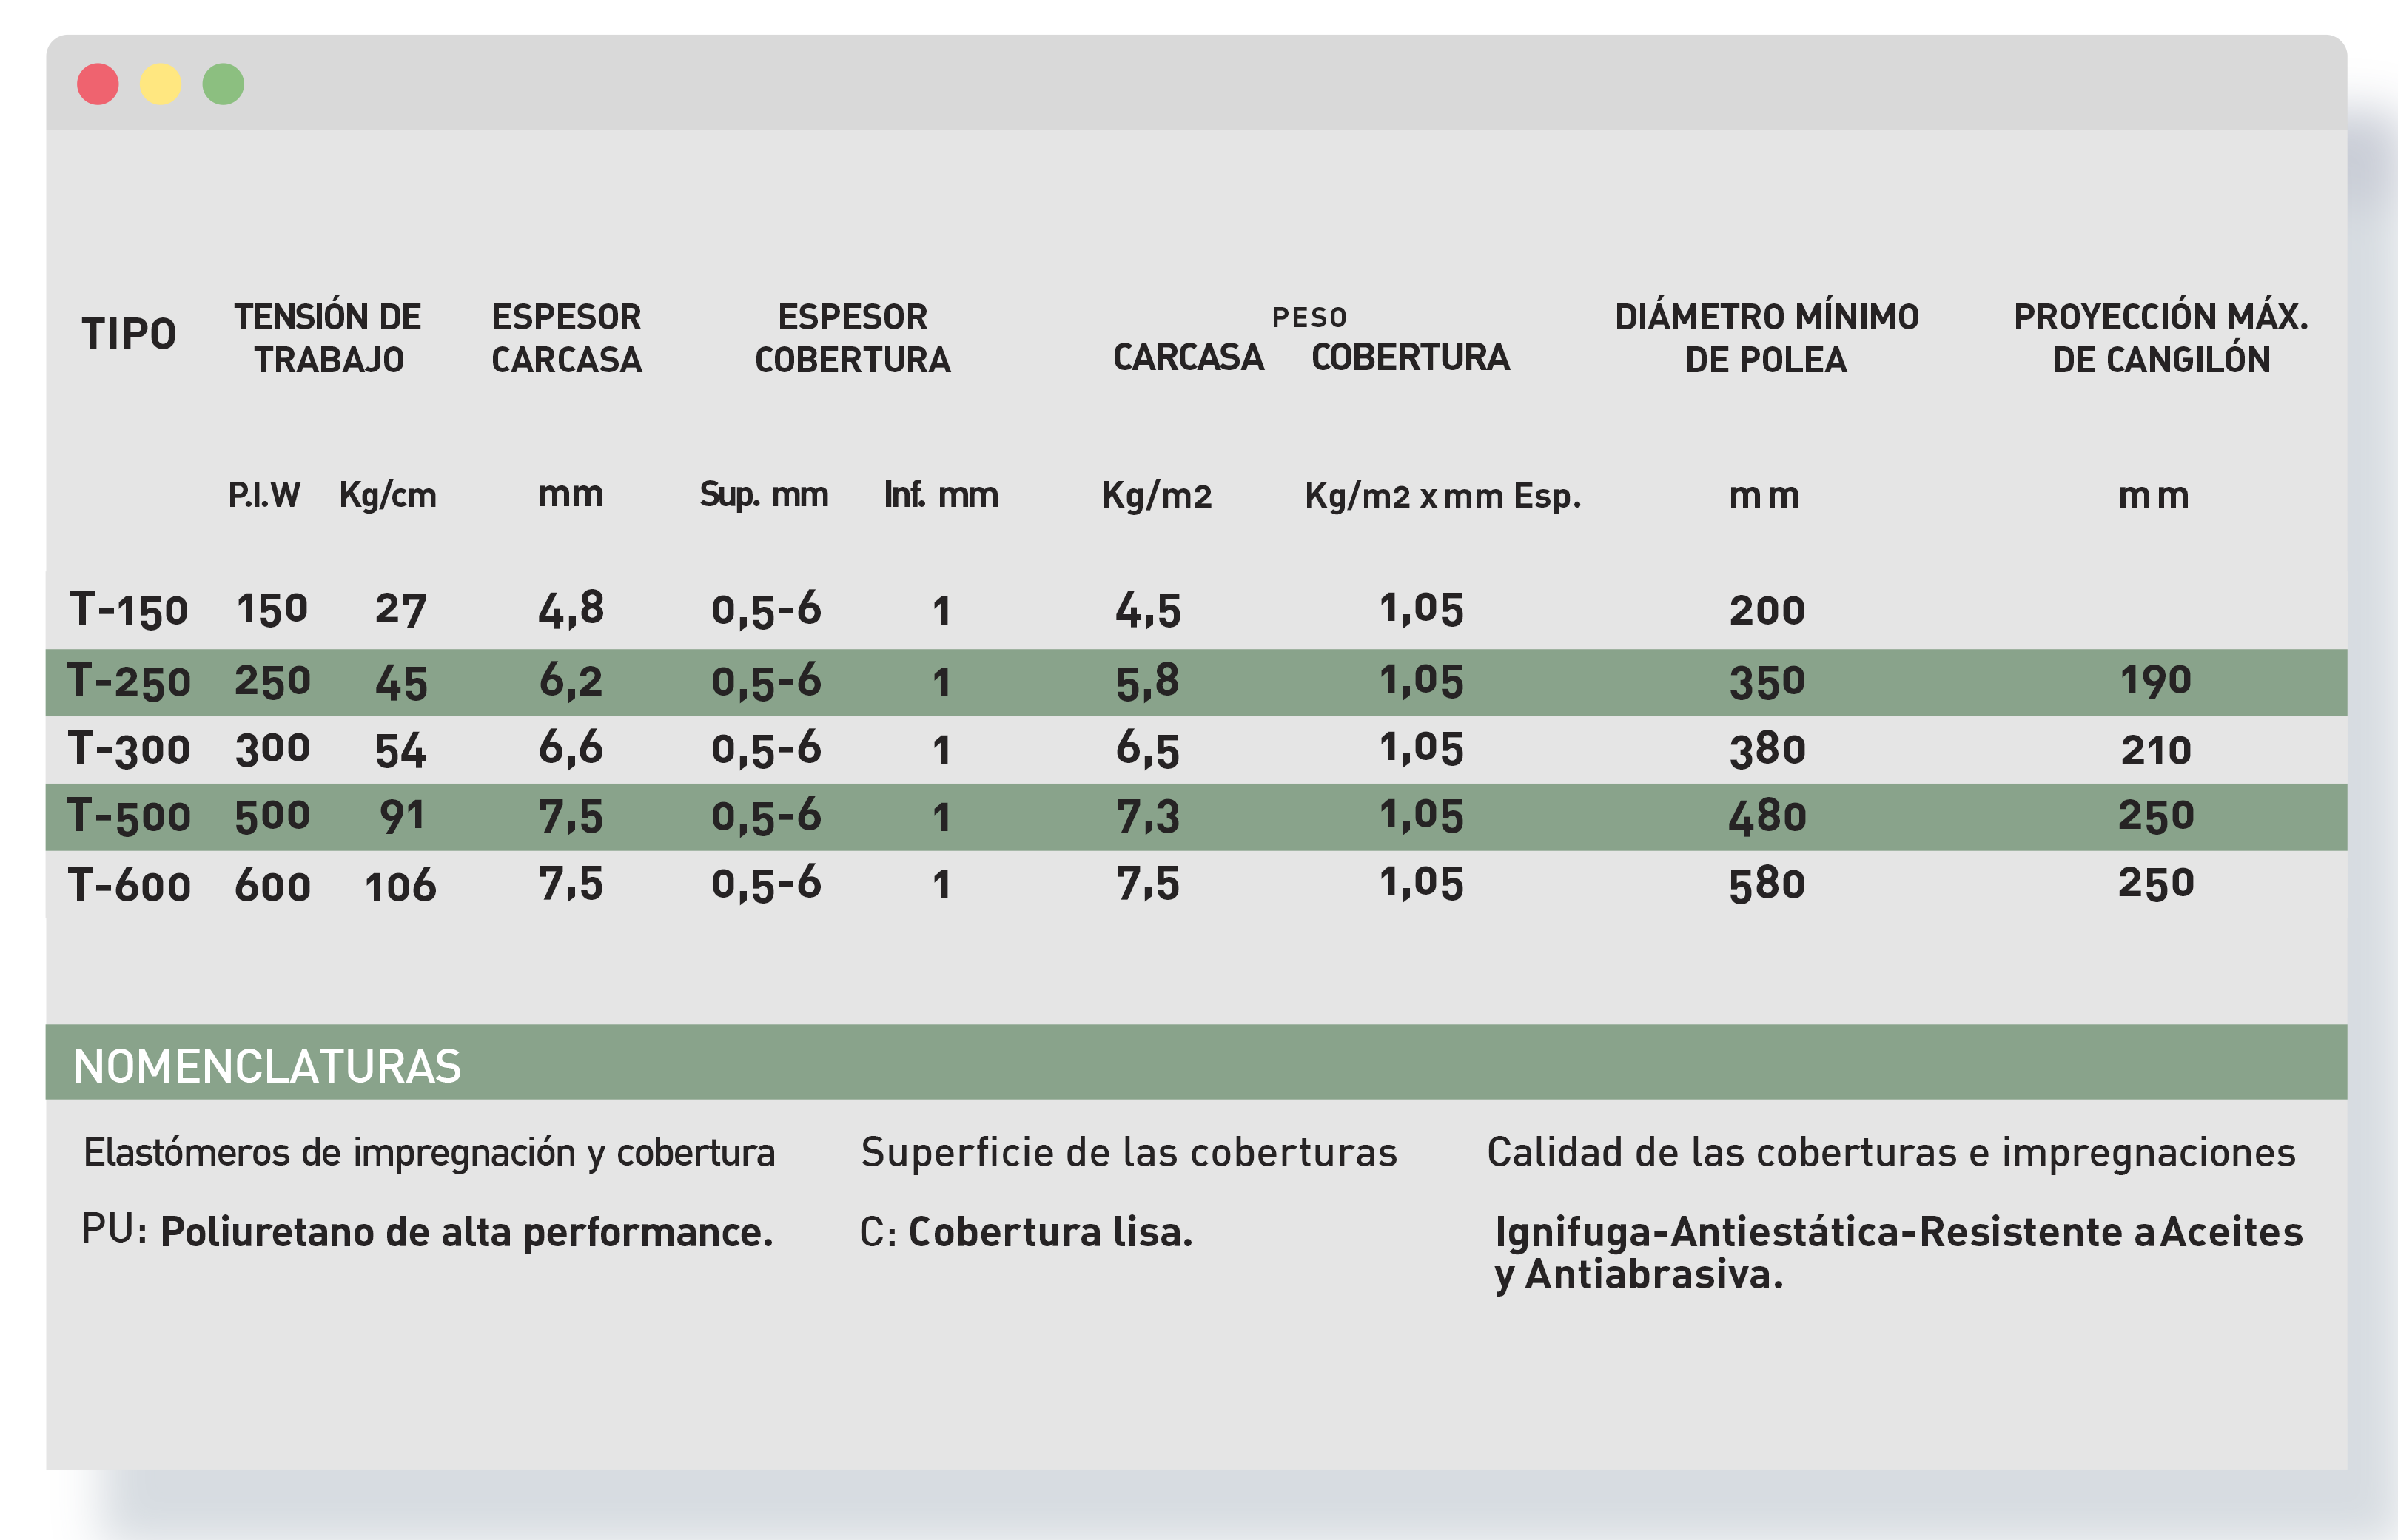 TIPO TENSIÓN DE TRABAJO ESPESOR CARCASA ESPESOR COBERTURA PESO CARCASA COBERTURA DIÁMETRO MÍNIMO DE POLEA PROYECCIÓN MÁX. DE CANGILÓN
P.I.W Kg/cm mm Sup. mm Inf. mm Kg/m2 Kg/m2 x mm Esp. mm mm
T-150 150 27 4,8 0,5-6 1 4,5 1,05 200
T-250 250 45 6,2 0,5-6 1 5,8 1,05 350 190
T-300 300 54 6,6 0,5-6 1 6,5 1,05 380 210
T-500 500 91 7,5 0,5-6 1 7,3 1,05 480 250
T-600 600 106 7,5 0,5-6 1 7,5 1,05 580 250
NOMENCLATURAS
Elastómeros de impregnación y cobertura
PU: Poliuretano de alta performance.
Superficie de las coberturas
C: Cobertura lisa.
Calidad de las coberturas e impregnaciones
Ignifuga-Antiestática-Resistente a Aceites
y Antiabrasiva.